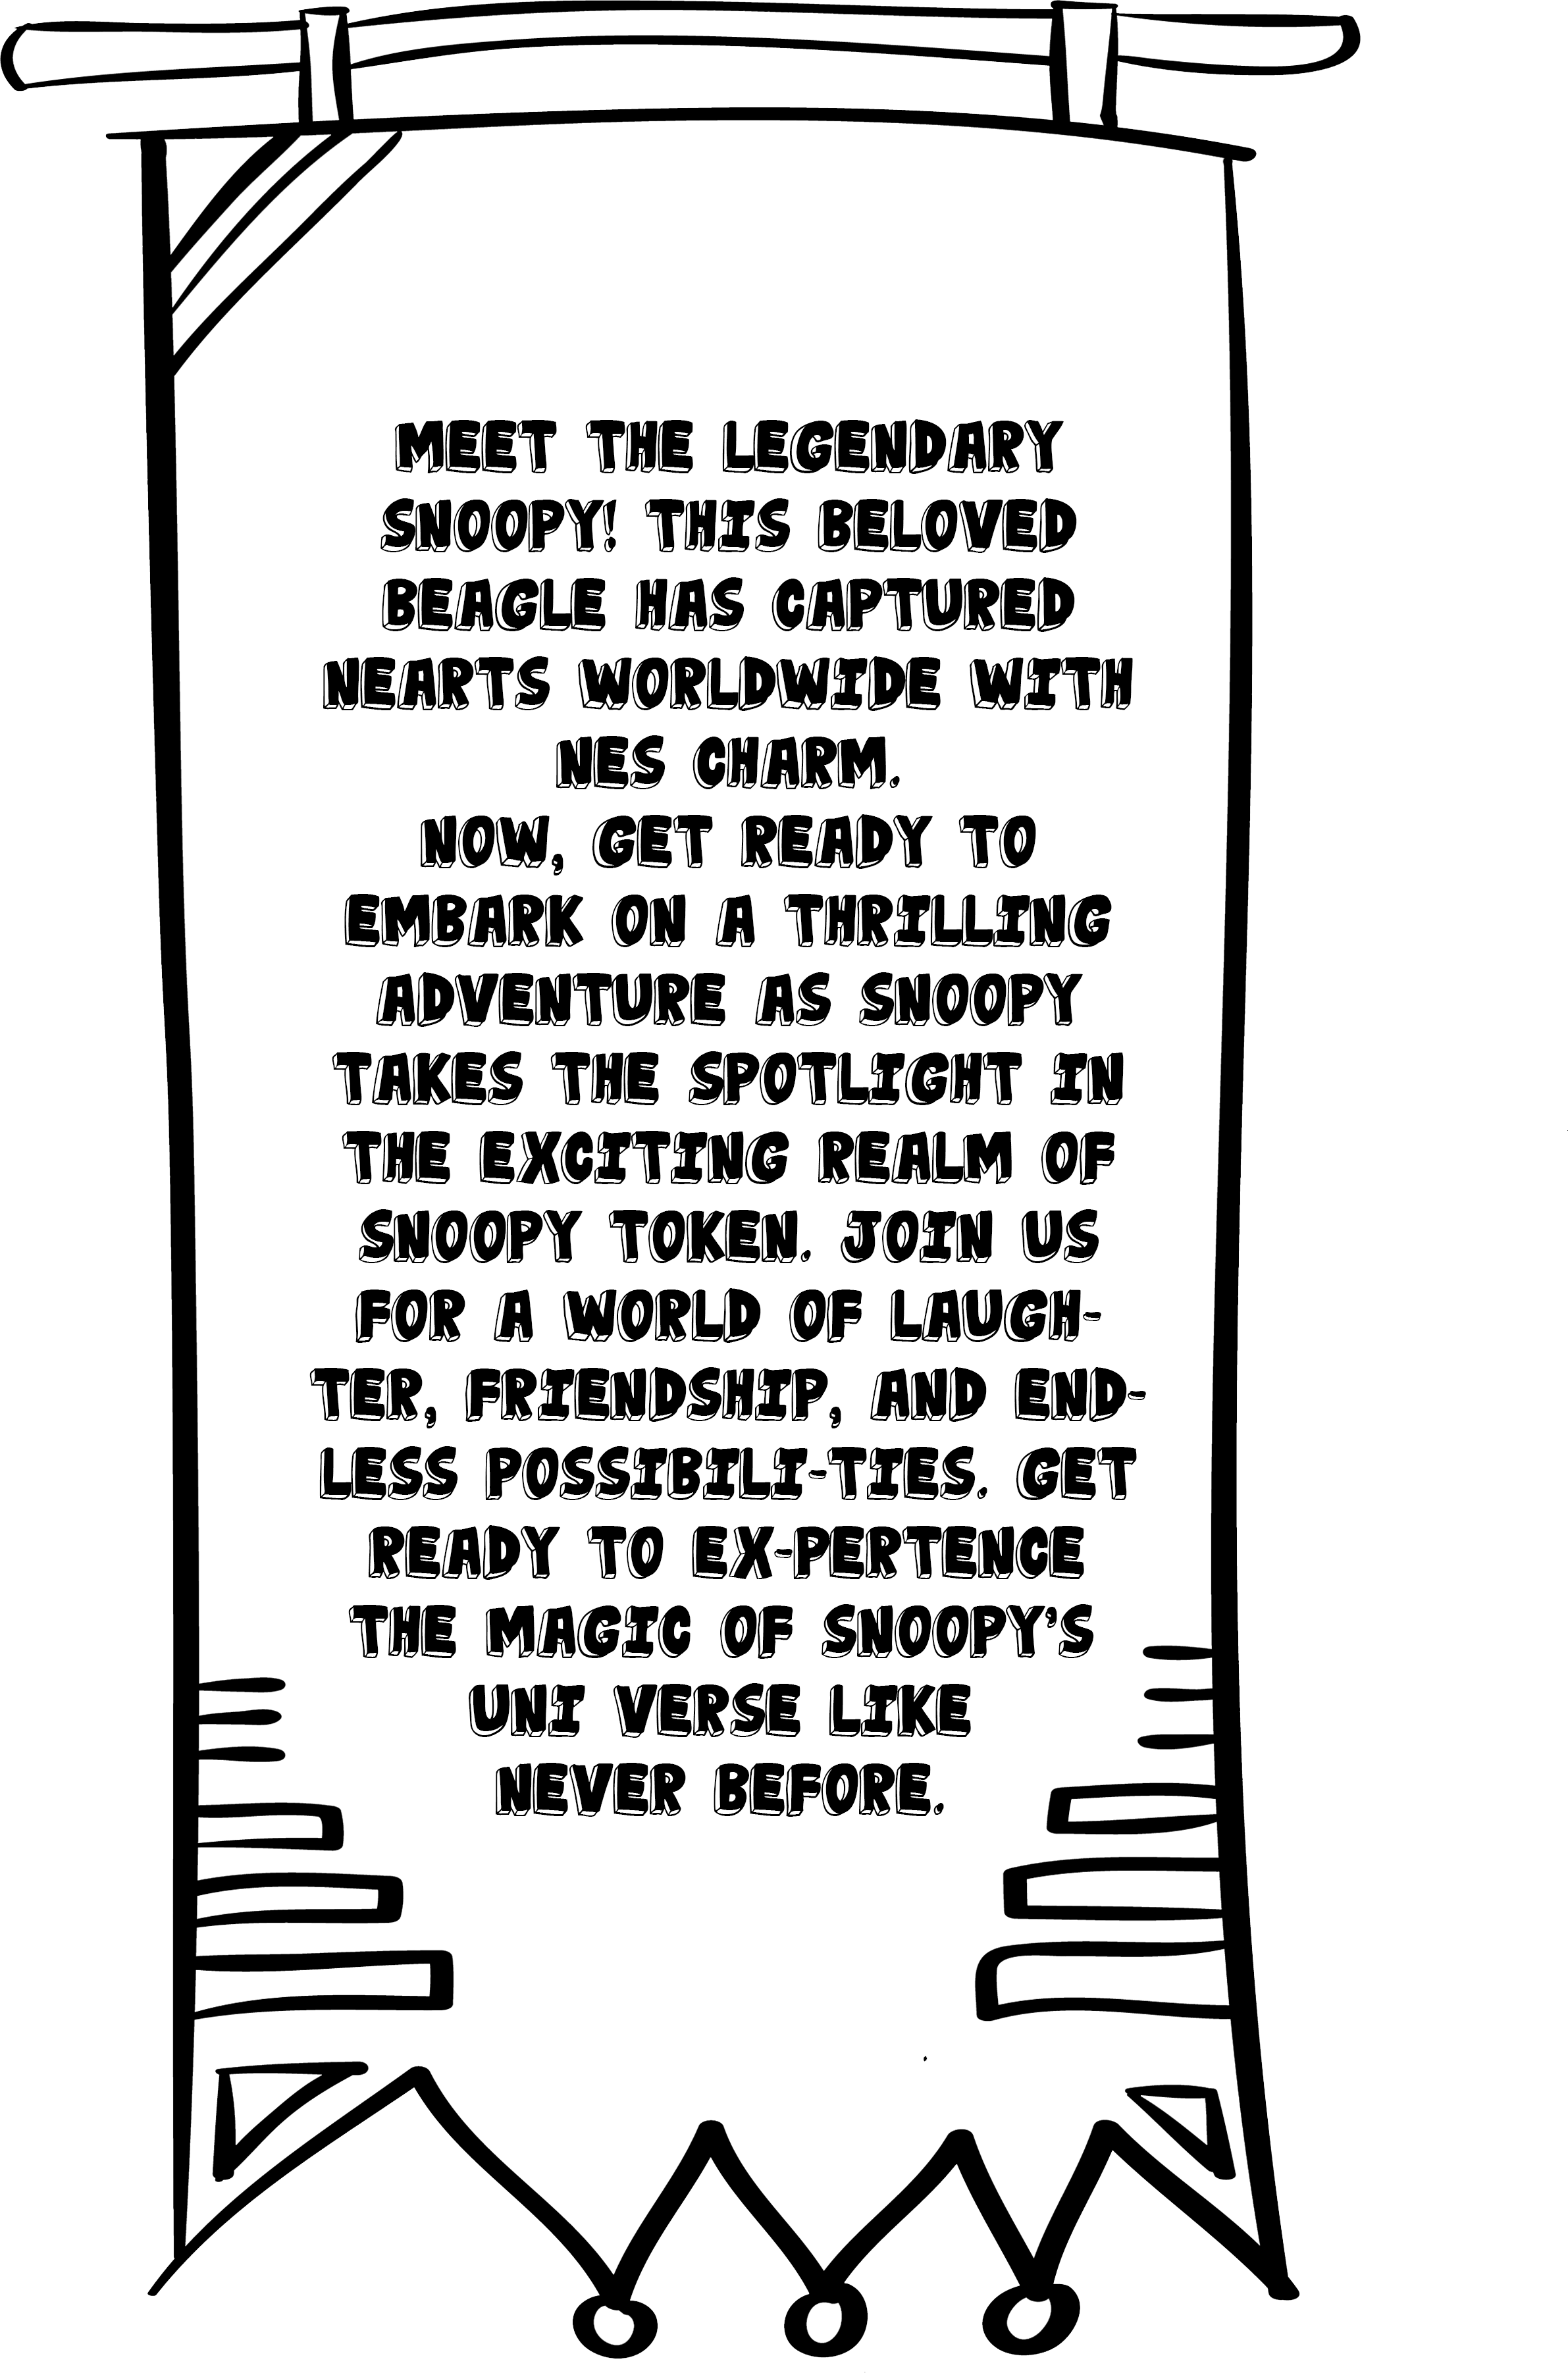 MEET THE LEGENDARY
SNOOPY! THIS BELOVED
BEAGLE HAS CAPTURED
NEARTS WORLDWIDE WITH
NES CHARM.
NOW, GET READY TO
EMBARK ON A THRILLING
ADVENTURE AS SNOOPY
TAKES THE SPOTLIGHT IN
THE EXCITING REALM OF
SNOOPY TOKEN. JOIN US
FOR A WORLD OF LAUGH-
TER, FRIENDSHIP, AND END-
LESS POSSIBILI-TIES. GET
READY TO EX-PERTENCE
THE MAGIC OF SNOOPY'S
UNI VERSE LIKE
NEVER BEFORE.